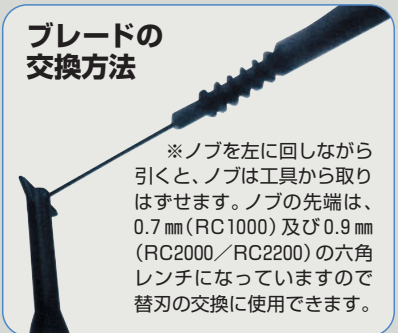 ブレードの
交換方法
※ノブを左に回しながら
引くと、ノブは工具から取り
はずせます。ノブの先端は、
0.7㎜(RC1000)及び0.9㎜
(RC2000／RC2200)の六角
レンチになっていますので
替刃の交換に使用できます。